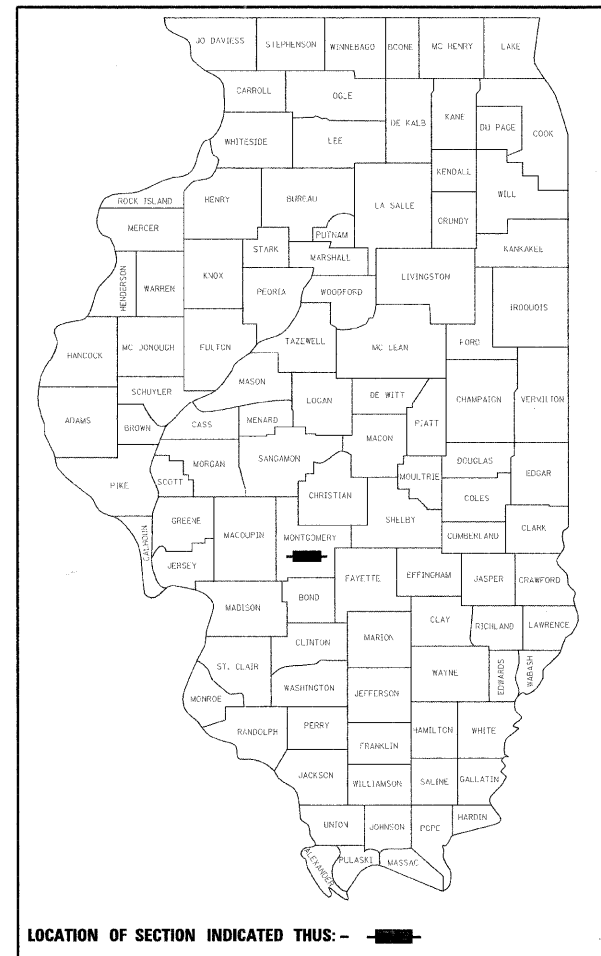 JO DAVIESS STEPHENSON WINNEBAGO BOONE MC HENRY LAKE
CARROLL OGLE
DE KALB KANE DU PAGE COOK
WHITESIDE LEE
KENDALL
WILL
ROCK ISLAND HENRY BUREAU LA SALLE GRUNDY
MERCER PUTNAM
KANKAKEE
STARK MARSHALL
HENDERSON WARREN KNOX PEORIA WOODFORD LIVINGSTON
IROQUOIS
HANCOCK MC DONOUGH FULTON TAZEWELL MC LEAN FORD
MASON
SCHUYLER LOGAN DE WITT CHAMPAIGN VERMILION
ADAMS BROWN CASS MENARD MACON PIATT
MORGAN SANGAMON DOUGLAS
PIKE SCOTT CHRISTIAN MOULTRIE EDGAR
COLES
GREENE SHELBY
CALHOUN MACOUPIN MONTGOMERY CUMBERLAND CLARK
JERSEY FAYETTE EFFINGHAM JASPER CRAWFORD
MADISON BOND
CLAY RICHLAND LAWRENCE
CLINTON MARION
ST. CLAIR WAYNE EDWARDS WABASH
WASHINGTON JEFFERSON
MONROE
RANDOLPH PERRY HAMILTON WHITE
FRANKLIN
JACKSON WILLIAMSON SALINE GALLATIN
HARDIN
UNION JOHNSON POPE
ALEXANDER PULASKI MASSAC
LOCATION OF SECTION INDICATED THUS: -